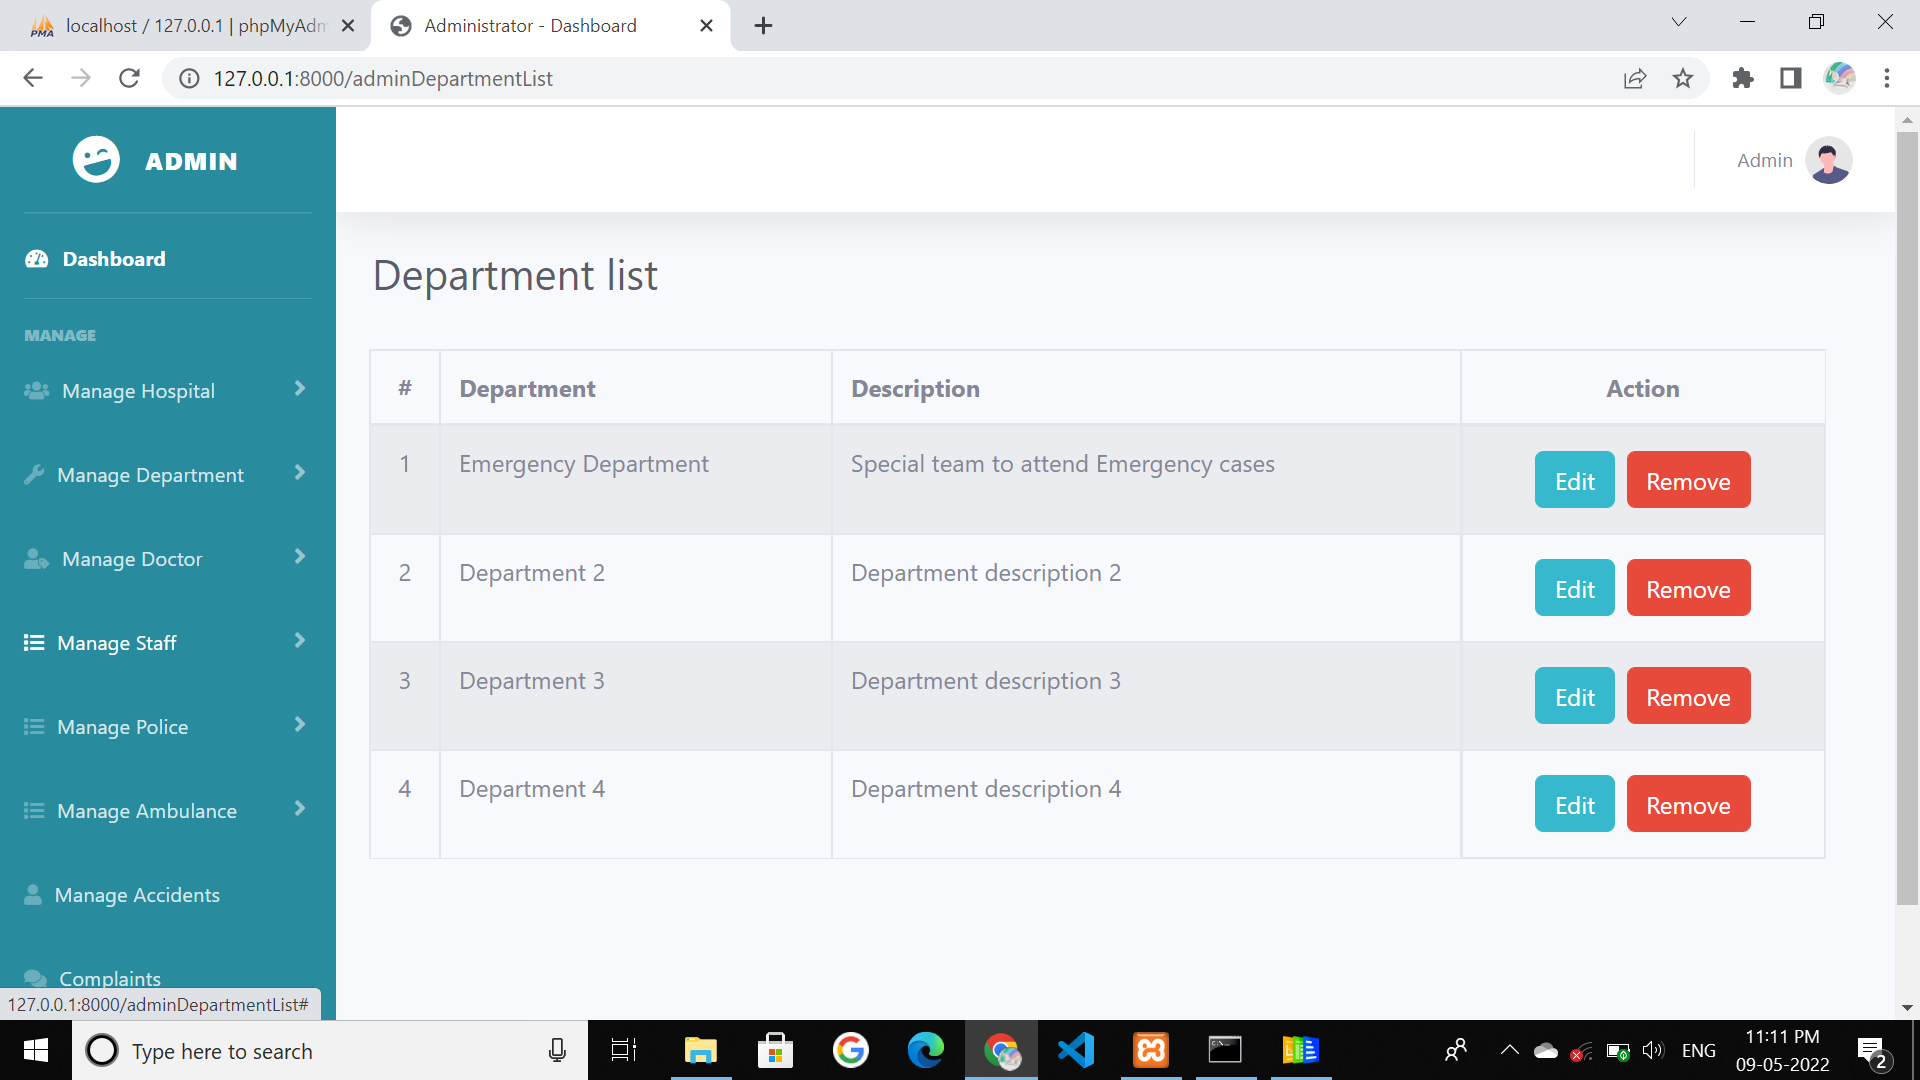 localhost / 127.0.0.1 | phpMyAdm
Administrator - Dashboard
127.0.0.1:8000/adminDepartmentList
ADMIN
Admin
Dashboard
MANAGE
Manage Hospital
Manage Department
Manage Doctor
Manage Staff
Manage Police
Manage Ambulance
Manage Accidents
Complaints
127.0.0.1:8000/adminDepartmentList#
Department list
# Department Description Action
1 Emergency Department Special team to attend Emergency cases Edit Remove
2 Department 2 Department description 2 Edit Remove
3 Department 3 Department description 3 Edit Remove
4 Department 4 Department description 4 Edit Remove
Type here to search
ENG
11:11 PM
09-05-2022
2